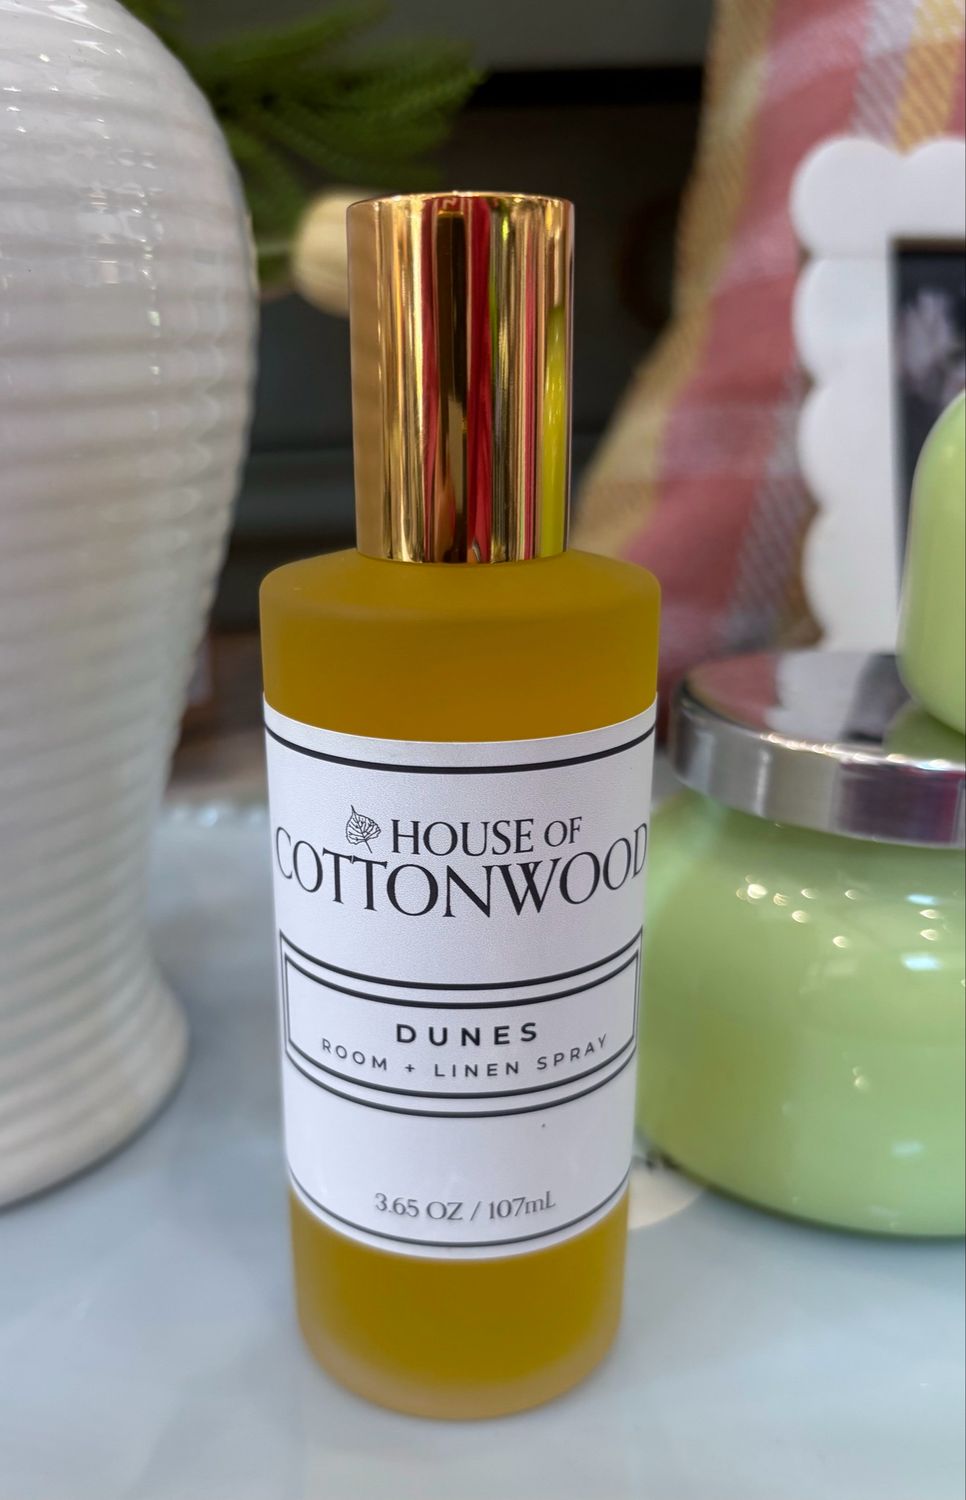 HOUSE OF
COTTONWOOD
DUNES
ROOM + LINEN SPRAY
3.65 OZ / 107mL